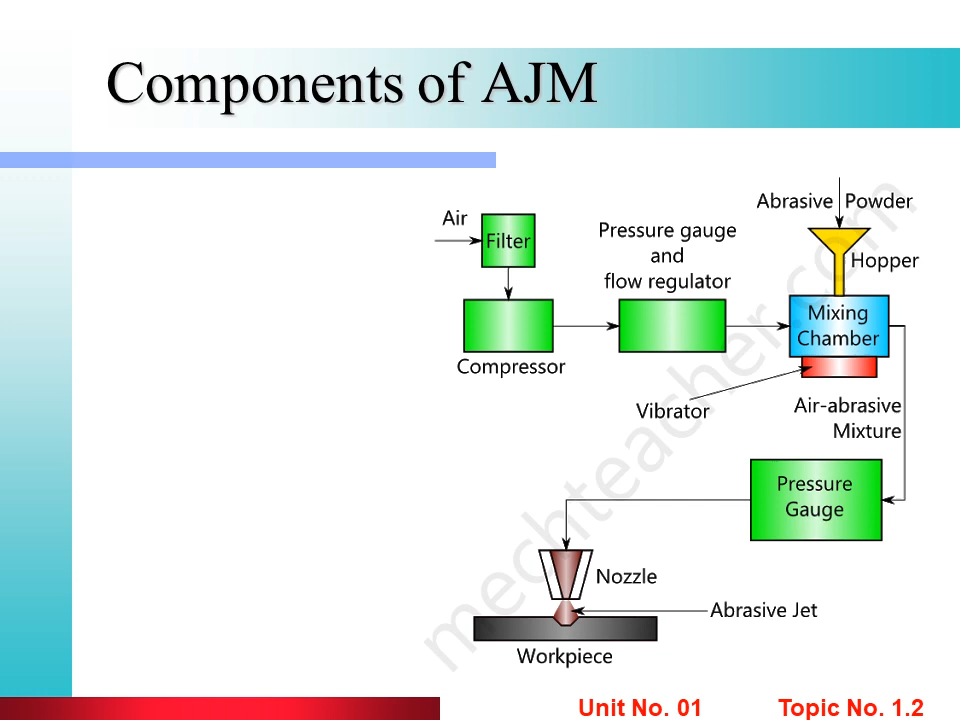 Components of AJM
Air
Filter
Compressor
Pressure gauge
and
flow regulator
Abrasive Powder
Hopper
Mixing
Chamber
Vibrator
Air-abrasive
Mixture
Pressure
Gauge
Nozzle
Abrasive Jet
Workpiece
mechteacher.com
Unit No. 01 Topic No. 1.2